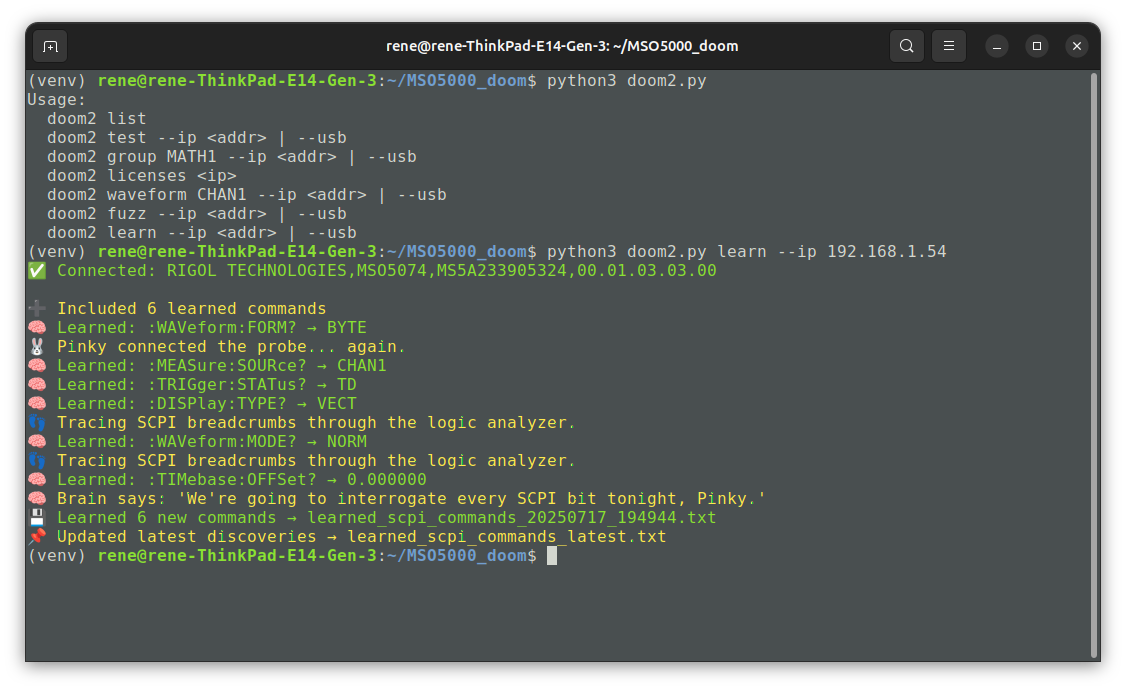 rene@rene-ThinkPad-E14-Gen-3: ~/MSO5000_doom
(venv) rene@rene-ThinkPad-E14-Gen-3:~/MSO5000_doom$ python3 doom2.py
Usage:
  doom2 list
  doom2 test --ip <addr> | --usb
  doom2 group MATH1 --ip <addr> | --usb
  doom2 licenses <ip>
  doom2 waveform CHAN1 --ip <addr> | --usb
  doom2 fuzz --ip <addr> | --usb
  doom2 learn --ip <addr> | --usb
(venv) rene@rene-ThinkPad-E14-Gen-3:~/MSO5000_doom$ python3 doom2.py learn --ip 192.168.1.54
✅ Connected: RIGOL TECHNOLOGIES,MSO5074,MS5A233905324,00.01.03.03.00
➕ Included 6 learned commands
🧠 Learned: :WAVeform:FORM? → BYTE
🐰 Pinky connected the probe... again.
🧠 Learned: :MEASure:SOURce? → CHAN1
🧠 Learned: :TRIGger:STATus? → TD
🧠 Learned: :DISPlay:TYPE? → VECT
👣 Tracing SCPI breadcrumbs through the logic analyzer.
🧠 Learned: :WAVeform:MODE? → NORM
👣 Tracing SCPI breadcrumbs through the logic analyzer.
🧠 Learned: :TIMebase:OFFSet? → 0.000000
🧠 Brain says: 'We're going to interrogate every SCPI bit tonight, Pinky.'
💾 Learned 6 new commands → learned_scpi_commands_20250717_194944.txt
📌 Updated latest discoveries → learned_scpi_commands_latest.txt
(venv) rene@rene-ThinkPad-E14-Gen-3:~/MSO5000_doom$